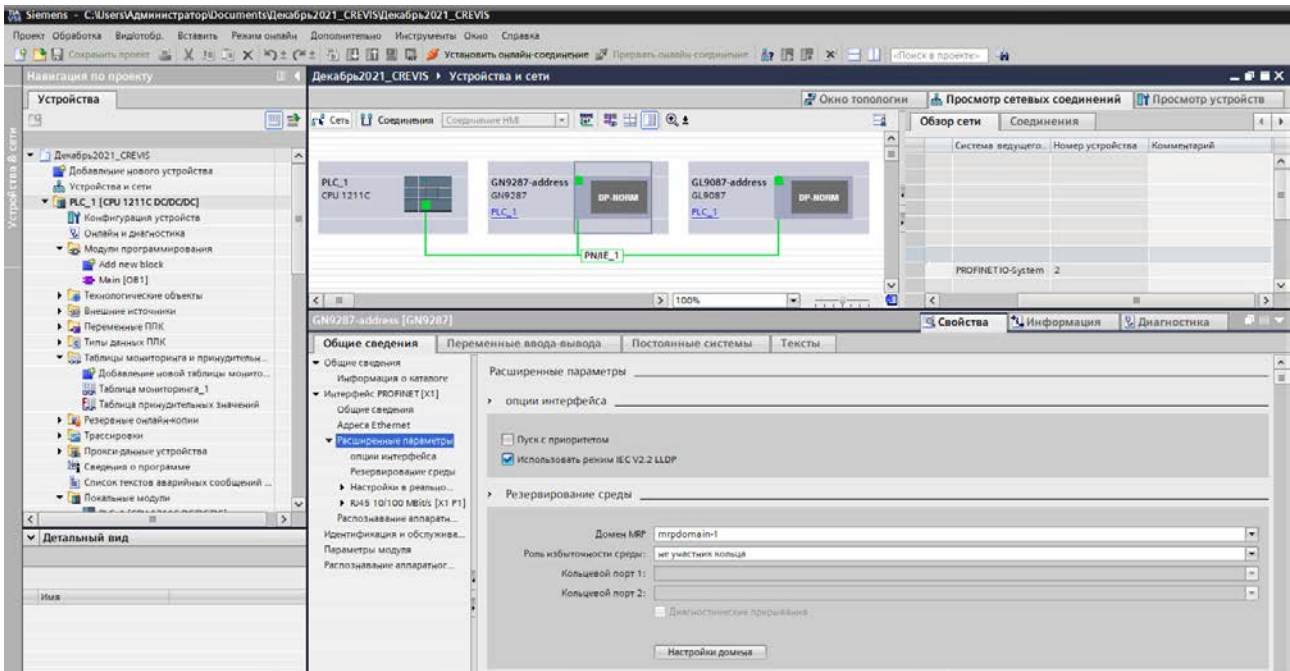 Siemens - C:\Users\Администратор\Documents\Декабрь2021_CREVIS\Декабрь2021_CREVIS
Проект Обработка Вид/отобр. Вставить Режим онлайн Дополнительно Инструменты Окно Справка
Сохранить проект Установить онлайн-соединение Прервать онлайн-соединение <Поиск в проекте>
Навигация по проекту
Устройства
Устройства & сети
Декабрь2021_CREVIS
Добавление нового устройства
Устройства и сети
PLC_1 [CPU 1211C DC/DC/DC]
Конфигурация устройств
Онлайн и диагностика
Модули программирования
Add new block
Main [OB1]
Технологические объекты
Внешние источники
Переменные ПЛК
Типы данных ПЛК
Таблицы мониторинга и принудительн...
Добавление новой таблицы монито...
Таблица мониторинга_1
Таблица принудительных значений
Резервные онлайн-копии
Трассировки
Прокси-данные устройства
Сведения о программе
Список текстов аварийных сообщений ...
Локальные модули
Детальный вид
Имя
Декабрь2021_CREVIS Устройства и сети
Окно топологии Просмотр сетевых соединений Просмотр устройств
Сеть Соединения Соединение HMI
PLC_1
CPU 1211C
GN9287-address
GN9287
PLC_1
DP-NORM
GL9087-address
GL9087
PLC_1
DP-NORM
PN/IE_1
100%
Обзор сети Соединения
Система ведущего... Номер устройства Комментарий
PROFINET IO-System 2
GN9287-address [GN9287]
Свойства Информация Диагностика
Общие сведения Переменные ввода-вывода Постоянные системы Тексты
Общие сведения
Информация о каталоге
Интерфейс PROFINET [X1]
Общие сведения
Адреса Ethernet
Расширенные параметры
опции интерфейса
Резервирование среды
Настройки в реально...
RJ45 10/100 MBit/s [X1 P1]
Распознавание аппаратн...
Идентификация и обслужива...
Параметры модуля
Распознавание аппаратног...
Расширенные параметры
опции интерфейса
Пуск с приоритетом
Использовать режим IEC V2.2 LLDP
Резервирование среды
Домен MRP mrpdomain-1
Роль избыточности среды: не участник кольца
Кольцевой порт 1:
Кольцевой порт 2:
Диагностические прерывания
Настройки домена